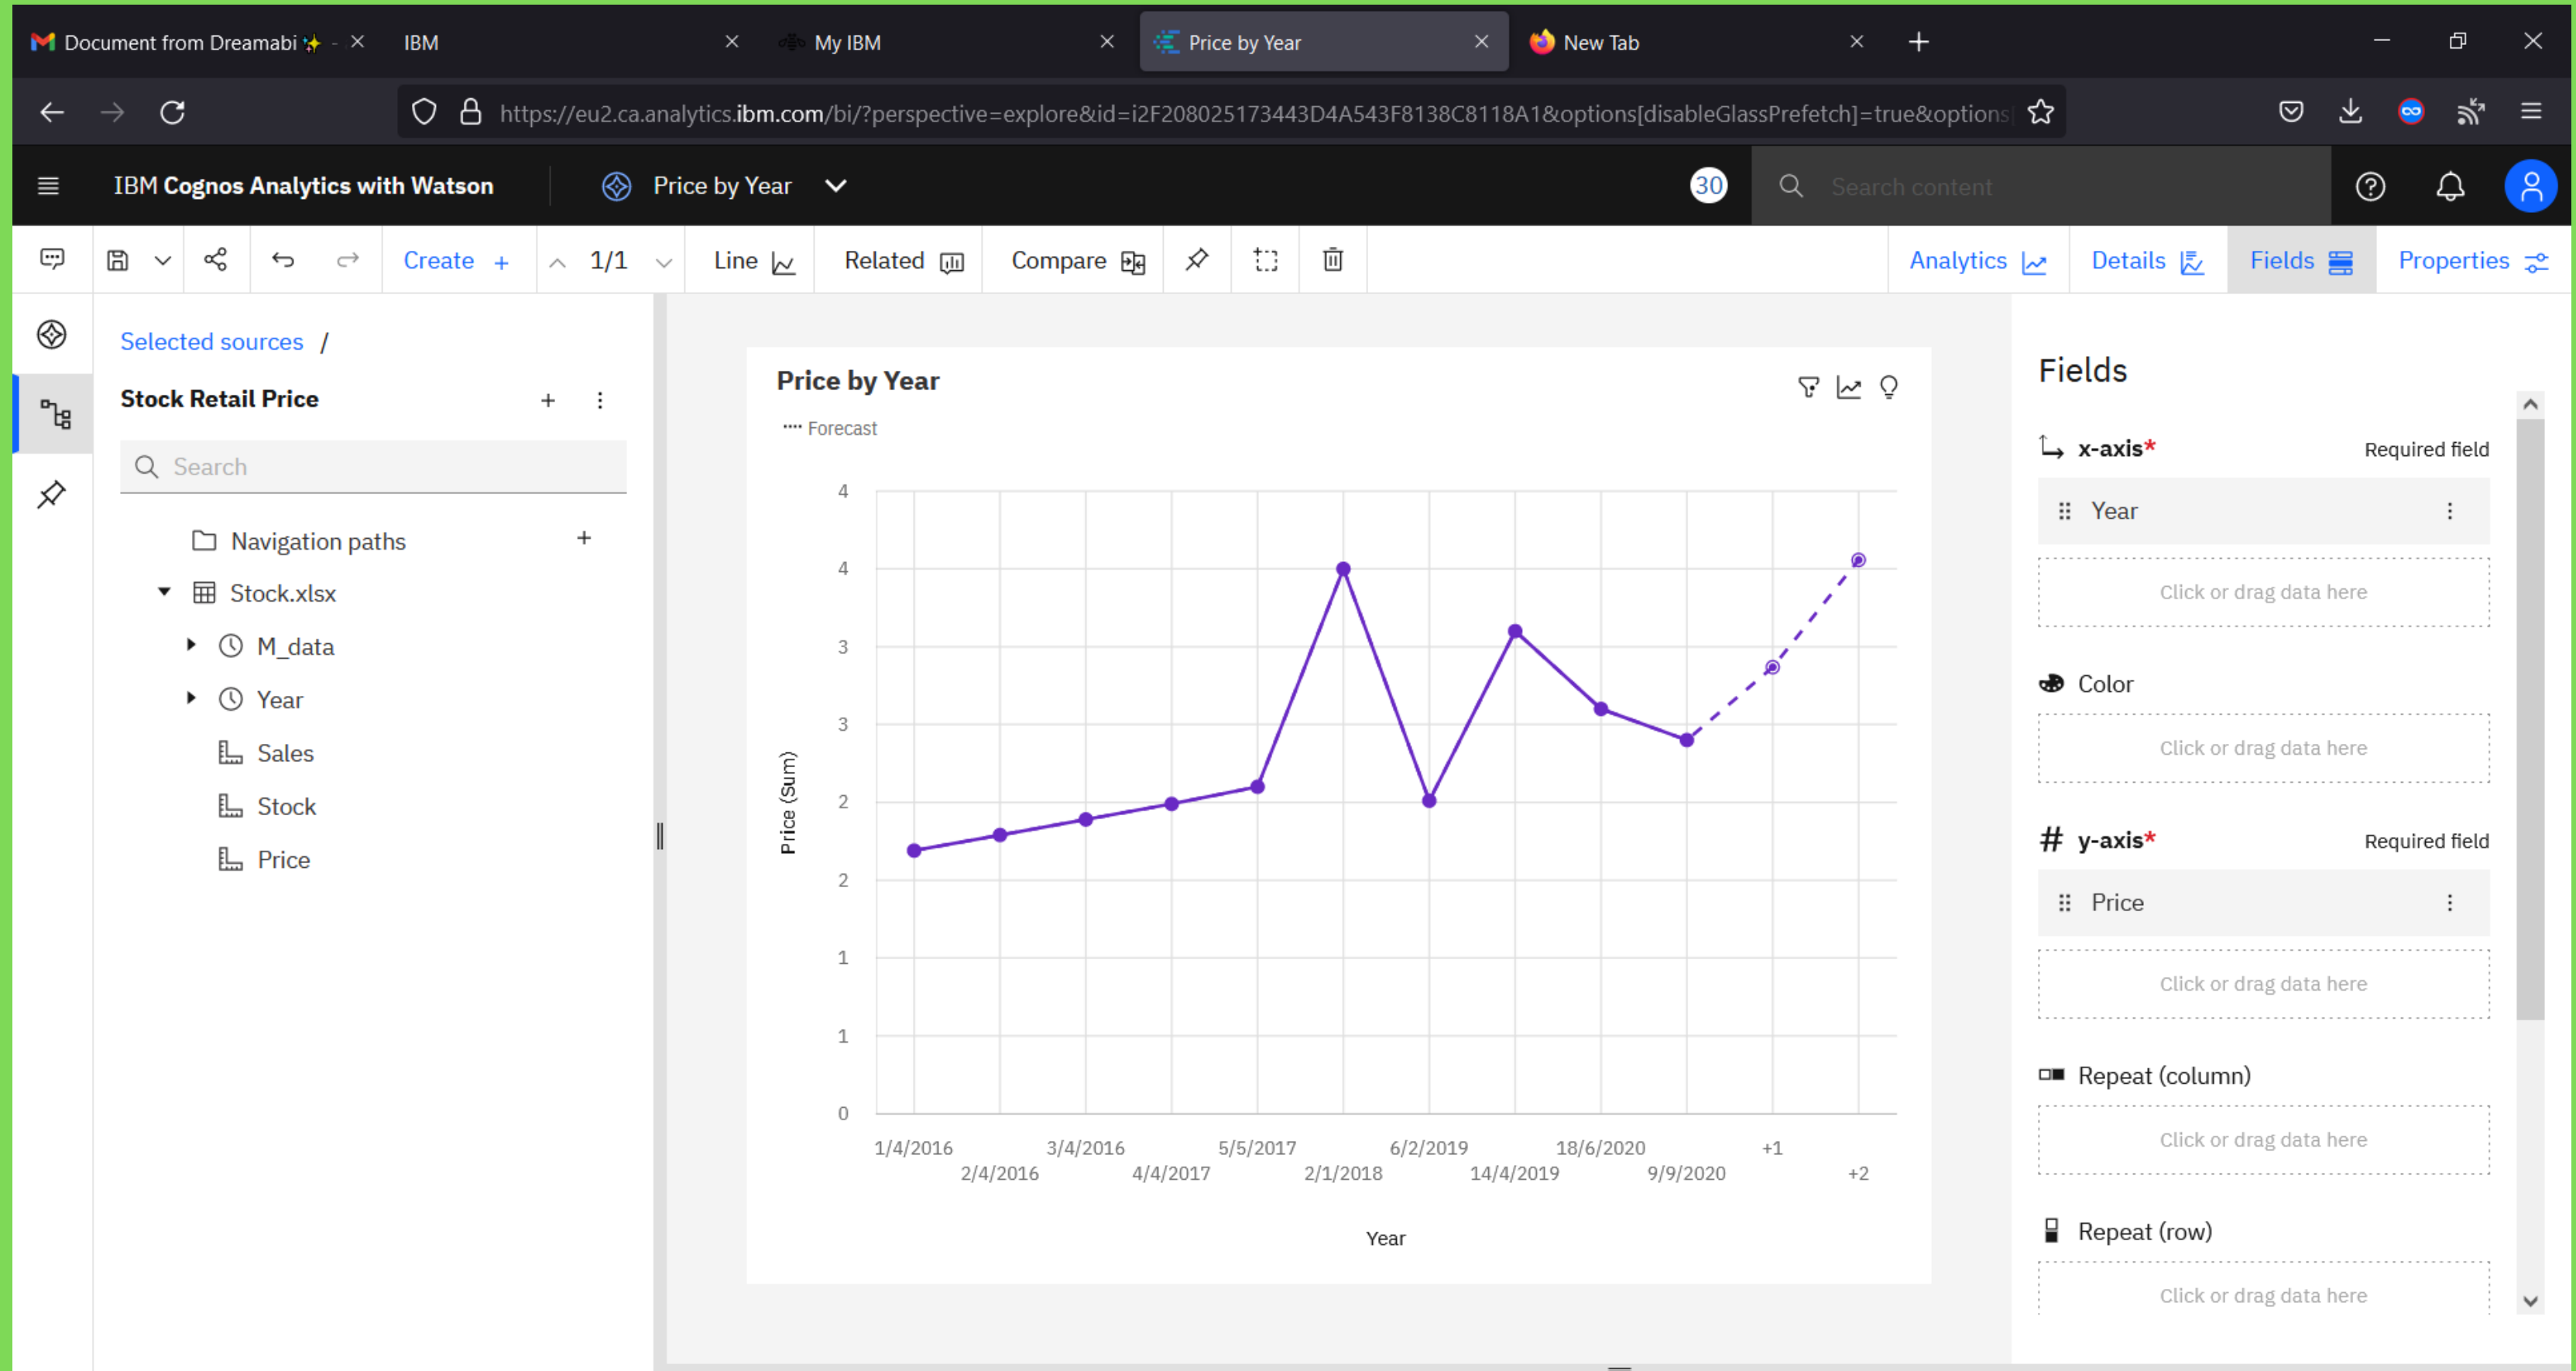 Document from Dreamabi ✨ -
IBM
My IBM
Price by Year
New Tab
https://eu2.ca.analytics.ibm.com/bi/?perspective=explore&id=i2F208025173443D4A543F8138C8118A1&options[disableGlassPrefetch]=true&options
IBM Cognos Analytics with Watson
Price by Year
30
Search content
Create +
1/1
Line
Related
Compare
Analytics
Details
Fields
Properties
Selected sources /
Stock Retail Price
Search
Navigation paths
Stock.xlsx
M_data
Year
Sales
Stock
Price
Price by Year
Forecast
4
4
3
3
2
2
1
1
0
Price (Sum)
1/4/2016 3/4/2016 5/5/2017 6/2/2019 18/6/2020 +1
2/4/2016 4/4/2017 2/1/2018 14/4/2019 9/9/2020 +2
Year
Fields
x-axis* Required field
Year
Click or drag data here
Color
Click or drag data here
# y-axis* Required field
Price
Click or drag data here
Repeat (column)
Click or drag data here
Repeat (row)
Click or drag data here